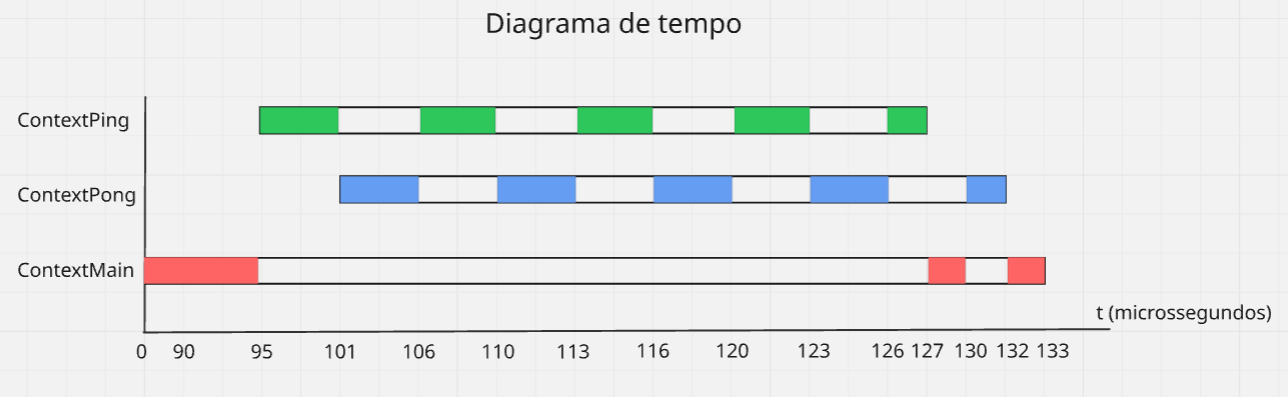 Diagrama de tempo
ContextPing
ContextPong
ContextMain
t (microssegundos)
0 90 95 101 106 110 113 116 120 123 126 127 130 132 133